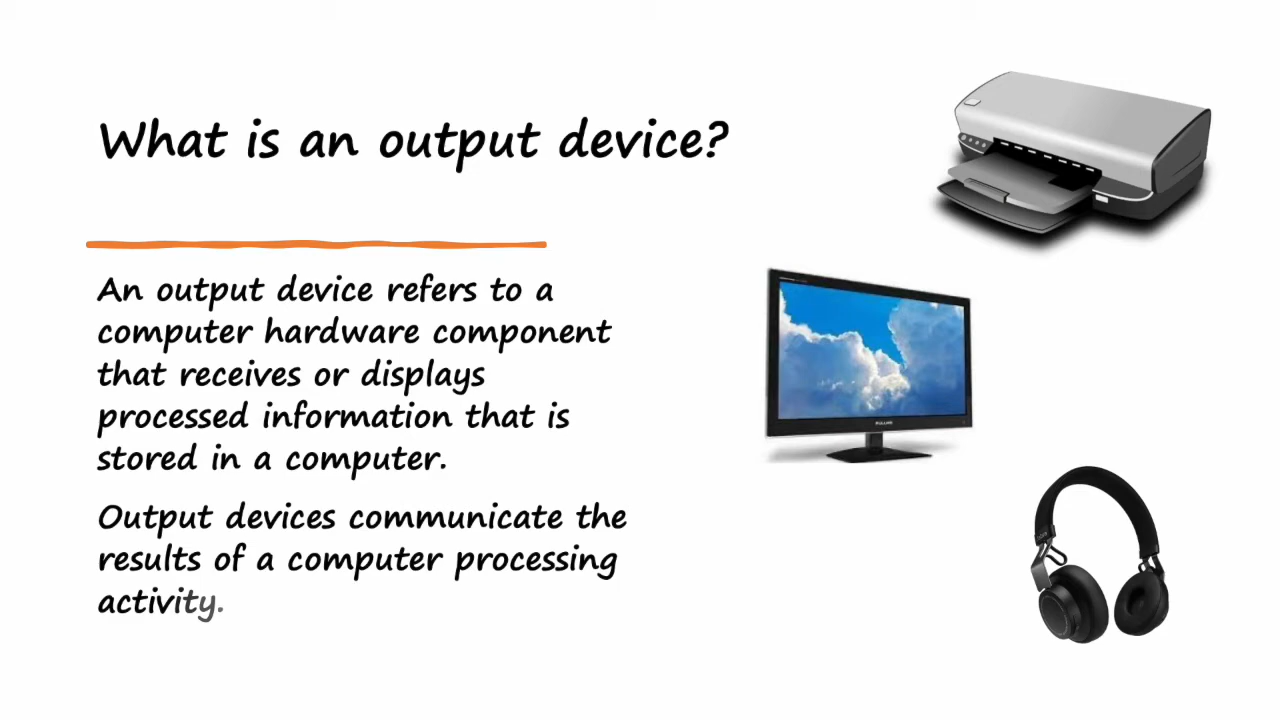 What is an output device?
An output device refers to a
computer hardware component
that receives or displays
processed information that is
stored in a computer.
Output devices communicate the
results of a computer processing
activity.